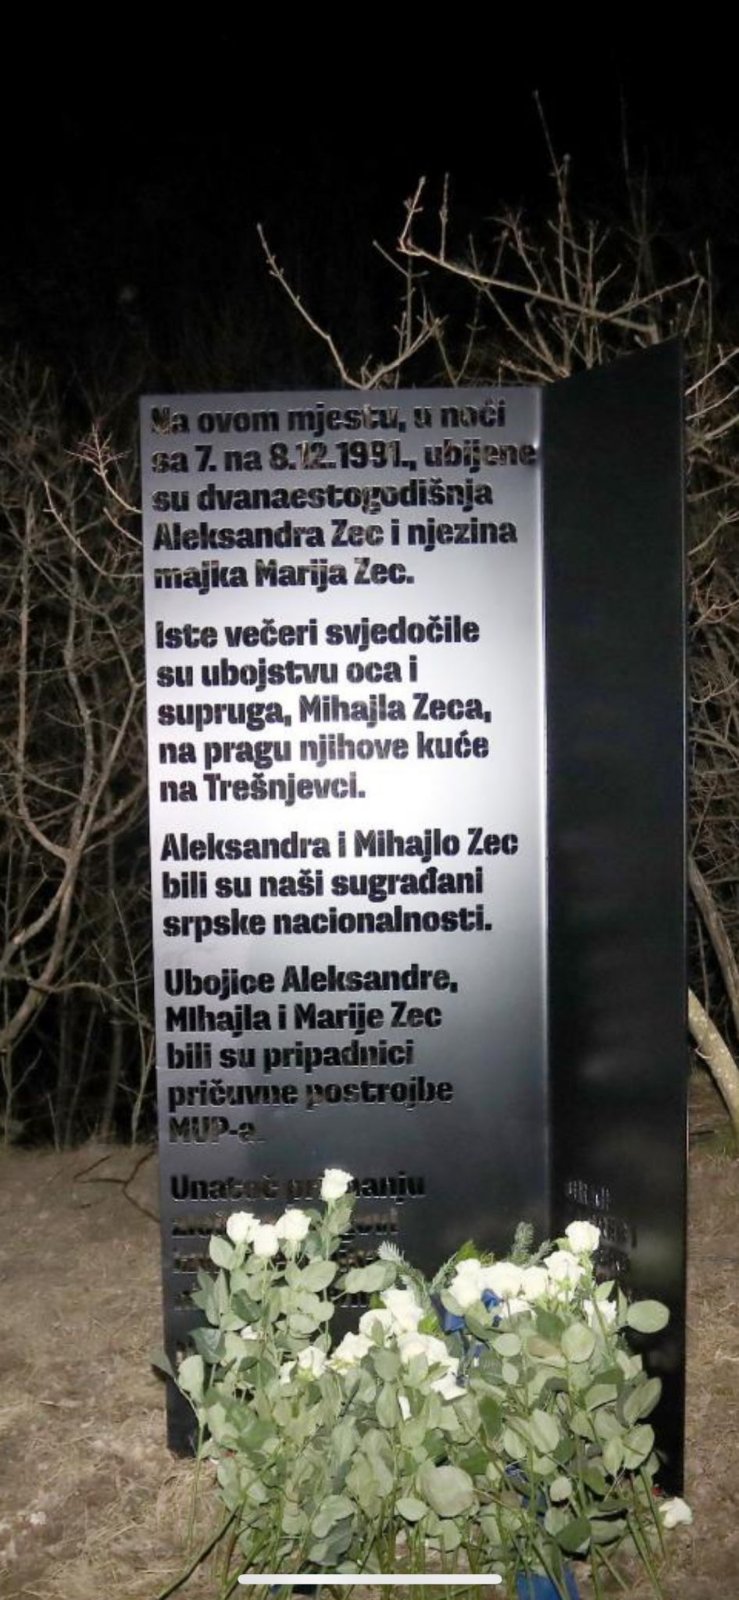 Na ovom mjestu, u noći
sa 7. na 8.12.1991., ubijene
su dvanaestogodišnja
Aleksandra Zec i njezina
majka Marija Zec.
Iste večeri svjedočile
su ubojstvu oca i
supruga, Mihajla Zeca,
na pragu njihove kuće
na Trešnjevci.
Aleksandra i Mihajlo Zec
bili su naši sugrađani
srpske nacionalnosti.
Ubojice Aleksandre,
MIhajla i Marije Zec
bili su pripadnici
pričuvne postrojbe
MUP-a.
Unatoč